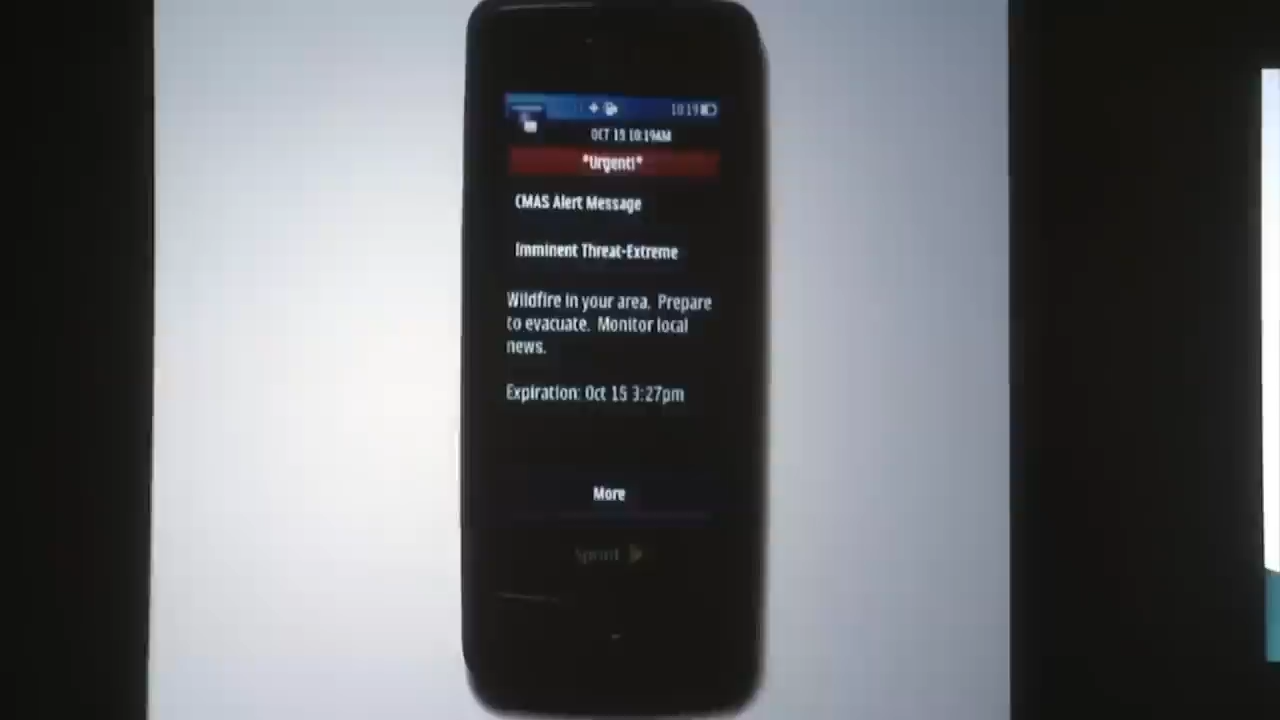 10:19
OCT 15 10:19AM
*Urgent!*
CMAS Alert Message
Imminent Threat-Extreme
Wildfire in your area. Prepare
to evacuate. Monitor local
news.
Expiration: Oct 15 3:27pm
More
Sprint